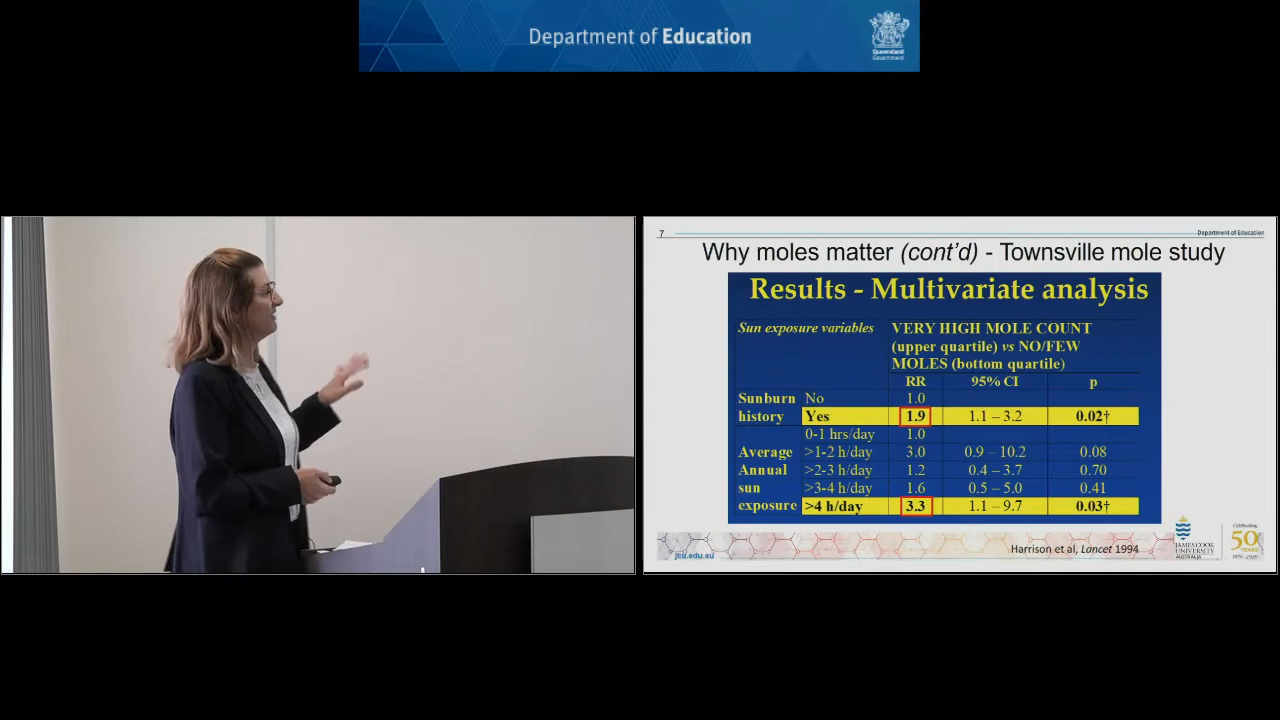 Department of Education
Queensland
Government
7
Department of Education
Why moles matter (cont'd) - Townsville mole study
Results - Multivariate analysis
Sun exposure variables
VERY HIGH MOLE COUNT
(upper quartile) vs NO/FEW
MOLES (bottom quartile)
RR 95% CI p
Sunburn No 1.0
history Yes 1.9 1.1 – 3.2 0.02†
0-1 hrs/day 1.0
Average >1-2 h/day 3.0 0.9 – 10.2 0.08
Annual >2-3 h/day 1.2 0.4 – 3.7 0.70
sun >3-4 h/day 1.6 0.5 – 5.0 0.41
exposure >4 h/day 3.3 1.1 – 9.7 0.03†
jcu.edu.au
Harrison et al, Lancet 1994
JAMES COOK
UNIVERSITY
AUSTRALIA
Celebrating
50
YEARS
1970 - 2020